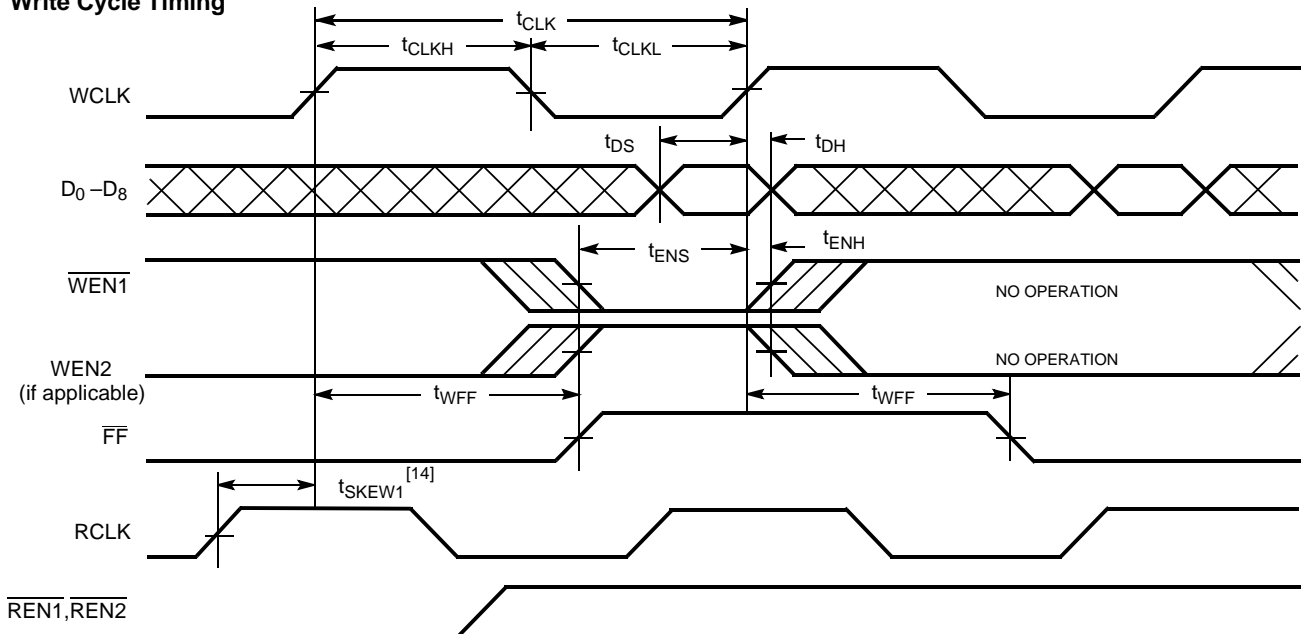 Write Cycle Timing
tCLK
tCLKH
tCLKL
WCLK
tDS
tDH
D0 –D8
tENS
tENH
WEN1
NO OPERATION
WEN2
(if applicable)
NO OPERATION
tWFF
tWFF
FF
tSKEW1[14]
RCLK
REN1,REN2